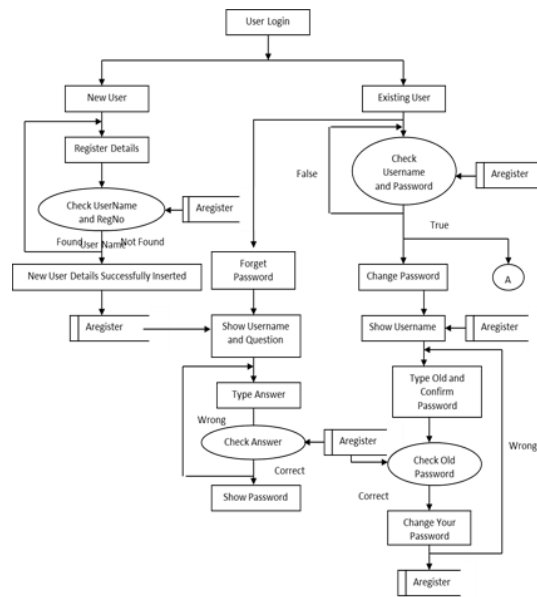 User Login
New User
Existing User
Register Details
Check
Username
and Password
False
Aregister
Check UserName
and RegNo
Aregister
True
Found
User Name
Not Found
Forget
Password
New User Details Successfully Inserted
Change Password
A
Aregister
Show Username
and Question
Show Username
Aregister
Type Answer
Type Old and
Confirm
Password
Wrong
Wrong
Check Answer
Aregister
Check Old
Password
Correct
Correct
Show Password
Change Your
Password
Aregister